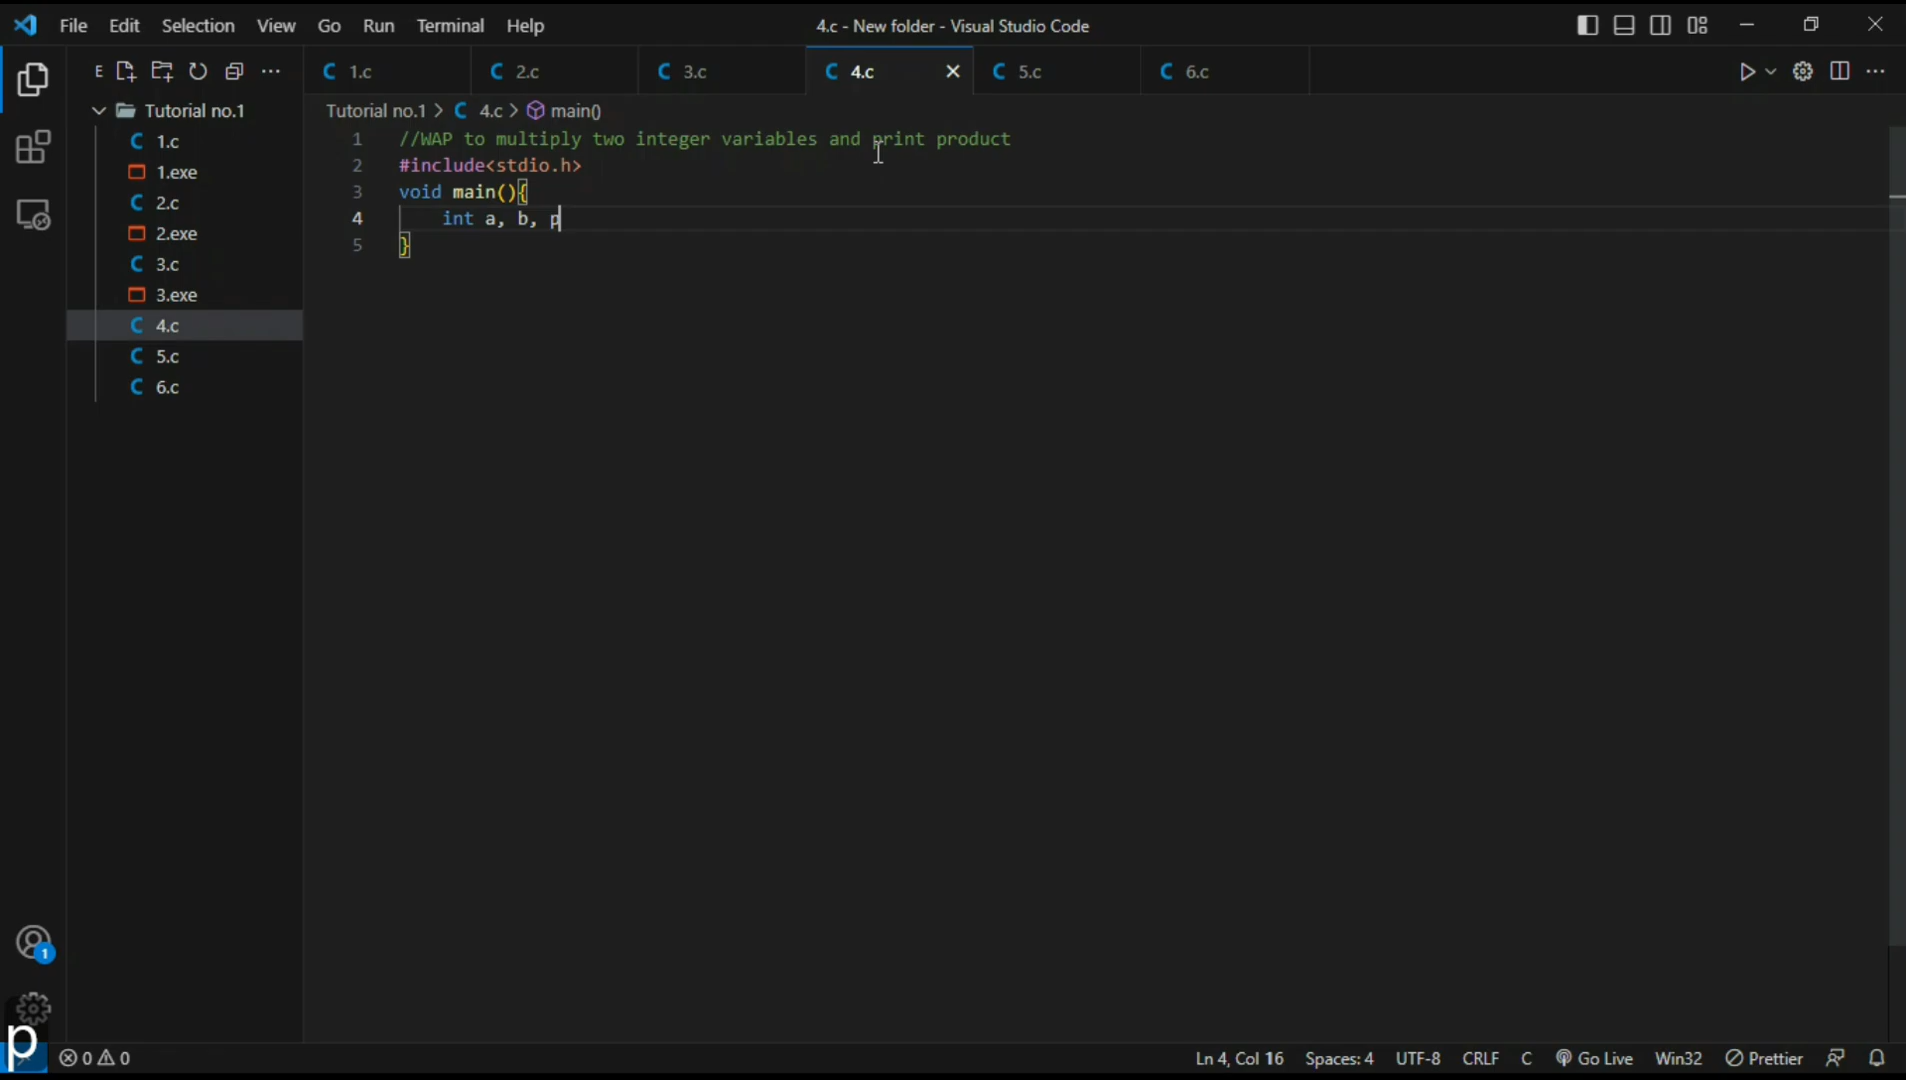 File Edit Selection View Go Run Terminal Help
4.c - New folder - Visual Studio Code
E
1.c 2.c 3.c 4.c 5.c 6.c
Tutorial no.1
1.c
1.exe
2.c
2.exe
3.c
3.exe
4.c
5.c
6.c
Tutorial no.1 > 4.c > main()
1 //WAP to multiply two integer variables and print product
2 #include<stdio.h>
3 void main(){
4 int a, b, p
5 }
1
p
0 0
Ln 4, Col 16 Spaces: 4 UTF-8 CRLF C Go Live Win32 Prettier